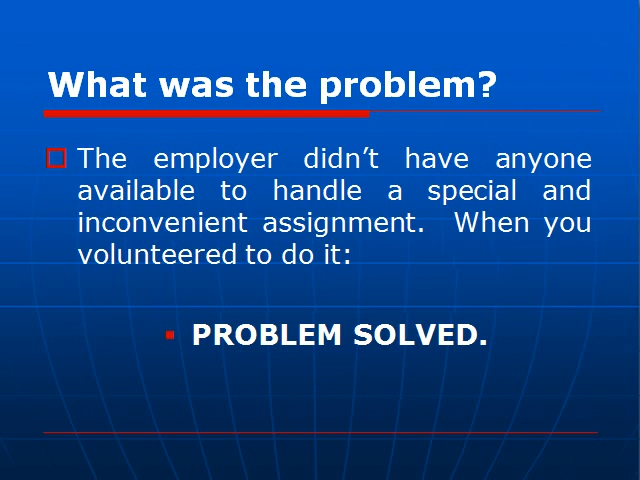 What was the problem?
The employer didn’t have anyone
available to handle a special and
inconvenient assignment.  When you
volunteered to do it:
PROBLEM SOLVED.